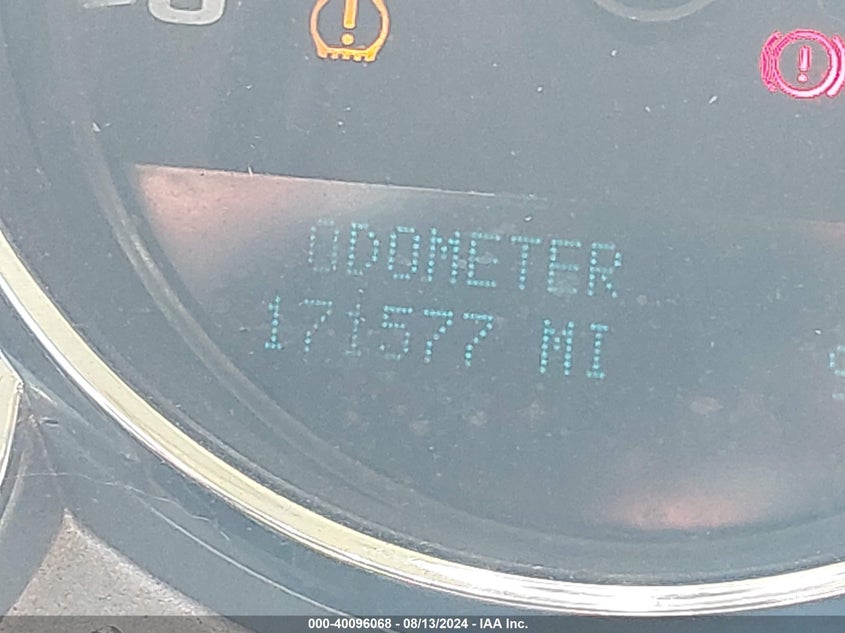 ODOMETER
171577 MI
000-40096068 - 08/13/2024 - IAA Inc.